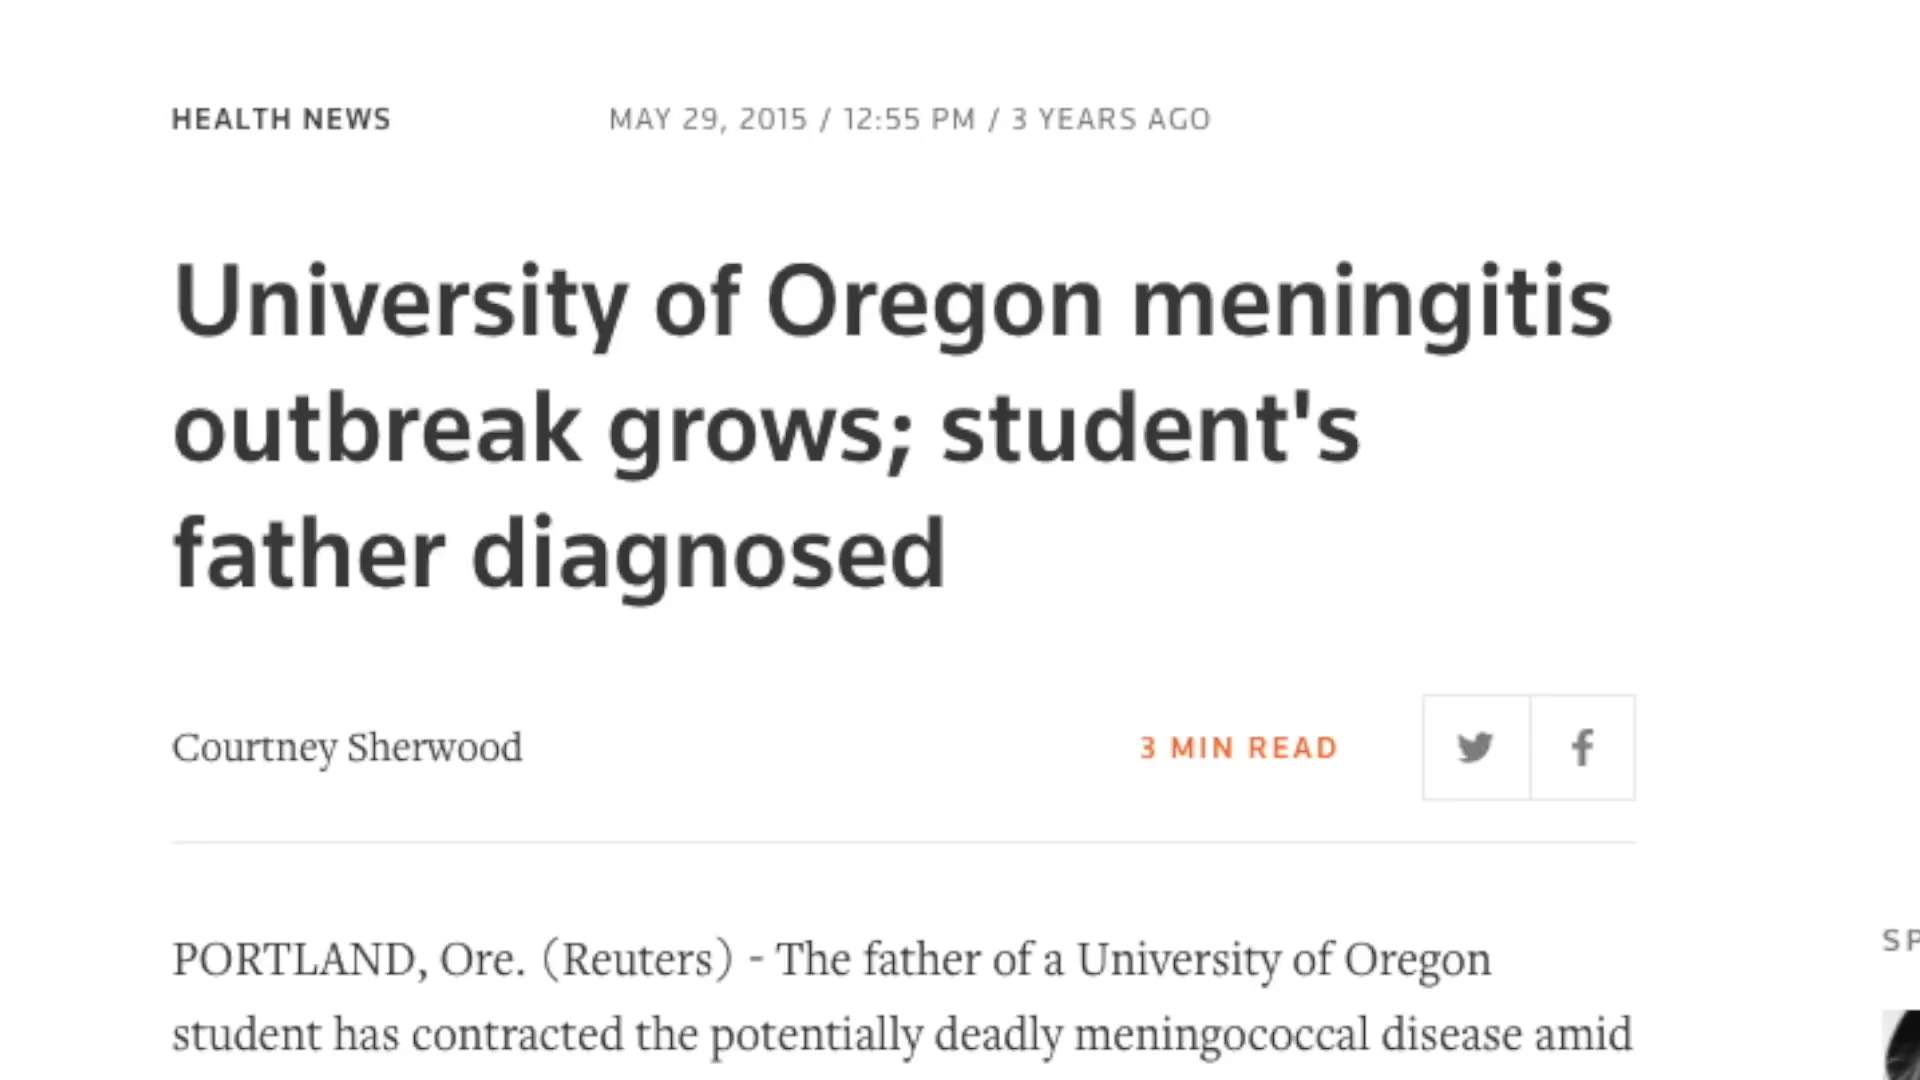 HEALTH NEWS MAY 29, 2015 / 12:55 PM / 3 YEARS AGO
University of Oregon meningitis
outbreak grows; student's
father diagnosed
Courtney Sherwood 3 MIN READ
PORTLAND, Ore. (Reuters) - The father of a University of Oregon
student has contracted the potentially deadly meningococcal disease amid